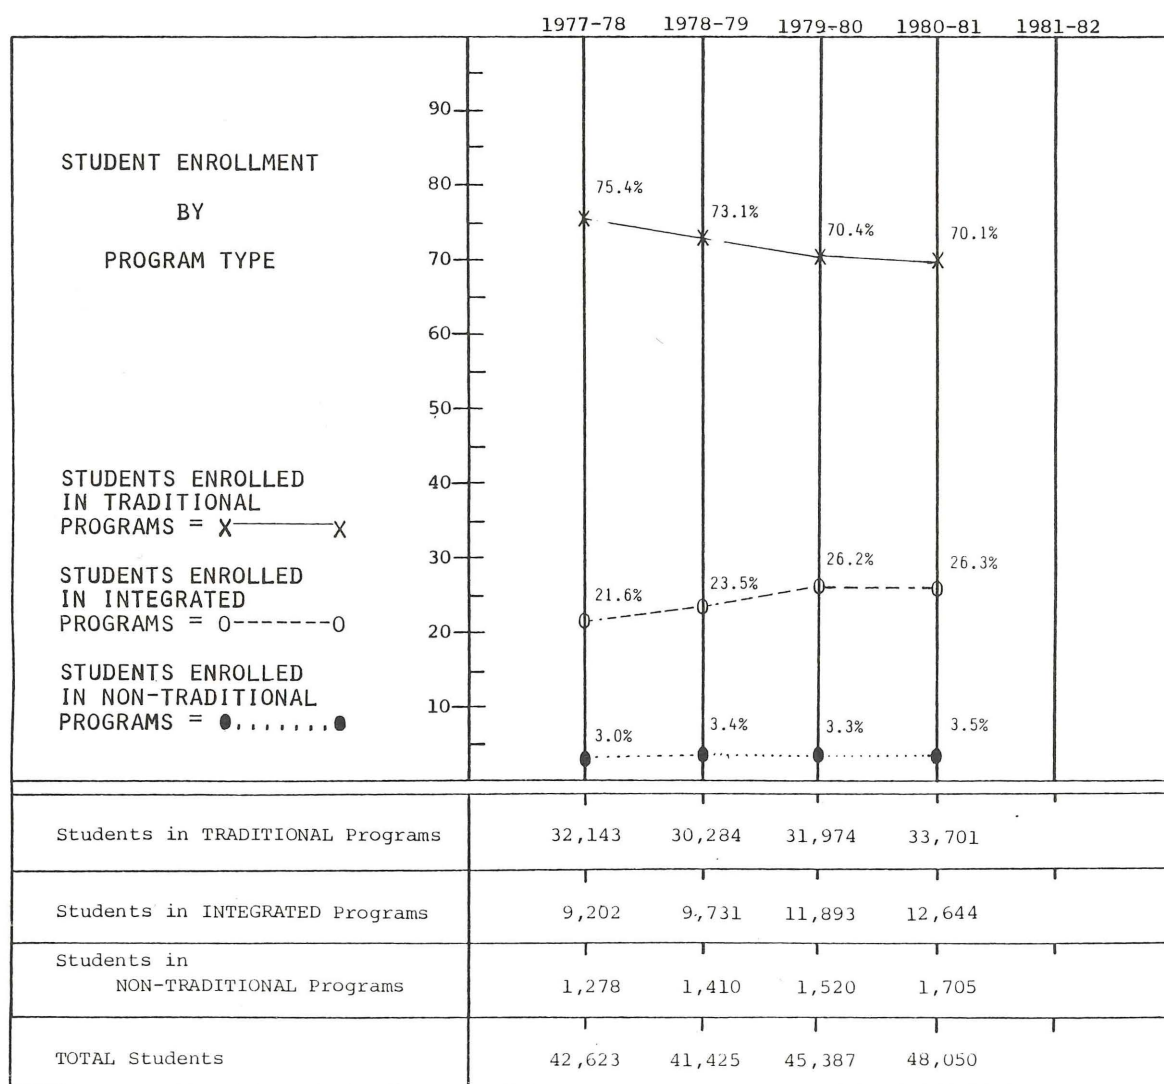 1977-78 1978-79 1979-80 1980-81 1981-82
90
STUDENT ENROLLMENT
BY
PROGRAM TYPE
80
70
60
50
40
30
20
10
75.4% 73.1% 70.4% 70.1%
STUDENTS ENROLLED
IN TRADITIONAL
PROGRAMS = X———X
21.6% 23.5% 26.2% 26.3%
STUDENTS ENROLLED
IN INTEGRATED
PROGRAMS = O-------O
3.0% 3.4% 3.3% 3.5%
STUDENTS ENROLLED
IN NON-TRADITIONAL
PROGRAMS = ●.......●
Students in TRADITIONAL Programs 32,143 30,284 31,974 33,701
Students in INTEGRATED Programs 9,202 9,731 11,893 12,644
Students in
NON-TRADITIONAL Programs 1,278 1,410 1,520 1,705
TOTAL Students 42,623 41,425 45,387 48,050